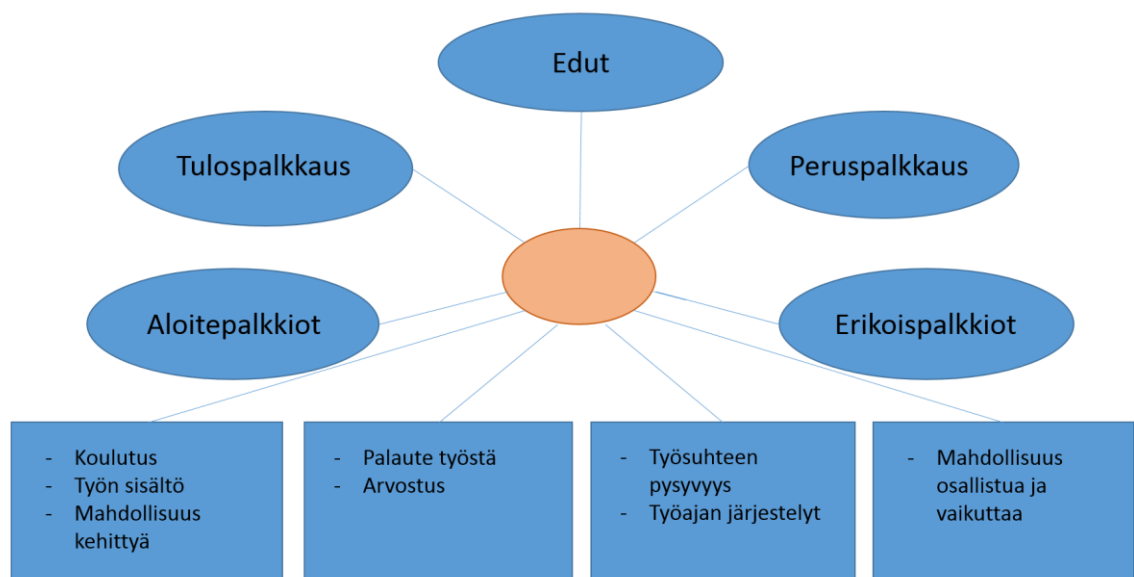 Edut
Tulospalkkaus
Peruspalkkaus
Aloitepalkkiot
Erikoispalkkiot
- Koulutus
- Työn sisältö
- Mahdollisuus
kehittyä
- Palaute työstä
- Arvostus
- Työsuhteen
pysyvyys
- Työajan järjestelyt
- Mahdollisuus
osallistua ja
vaikuttaa